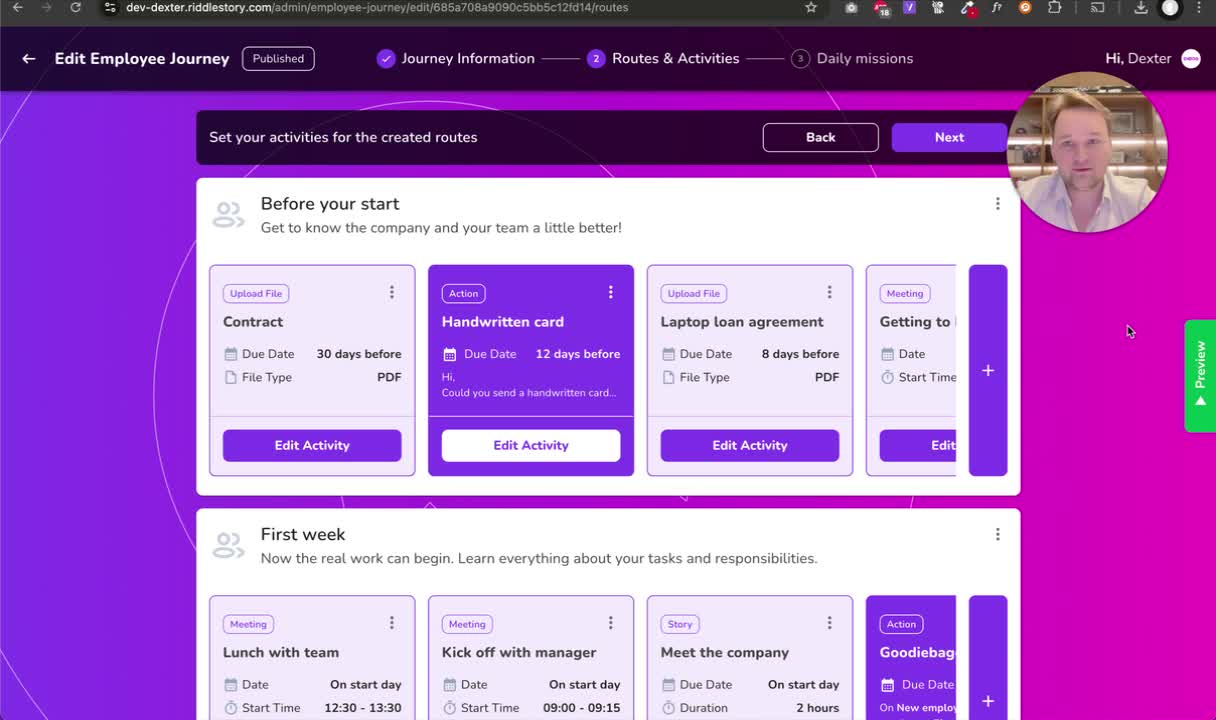 dev-dexter.riddlestory.com/admin/employee-journey/edit/685a708a9090c5bb5c12fd14/routes
18
Edit Employee Journey
Published
Journey Information
2 Routes & Activities
3 Daily missions
Hi, Dexter
Set your activities for the created routes
Back
Next
Before your start
Get to know the company and your team a little better!
Upload File
Contract
Due Date 30 days before
File Type PDF
Edit Activity
Action
Handwritten card
Due Date 12 days before
Hi,
Could you send a handwritten card...
Edit Activity
Upload File
Laptop loan agreement
Due Date 8 days before
File Type PDF
Edit Activity
Meeting
Getting to
Date
Start Time
Edit
+
Preview
First week
Now the real work can begin. Learn everything about your tasks and responsibilities.
Meeting
Lunch with team
Date On start day
Start Time 12:30 - 13:30
Meeting
Kick off with manager
Date On start day
Start Time 09:00 - 09:15
Story
Meet the company
Due Date On start day
Duration 2 hours
Action
Goodiebag
Due Date
On New employ
+